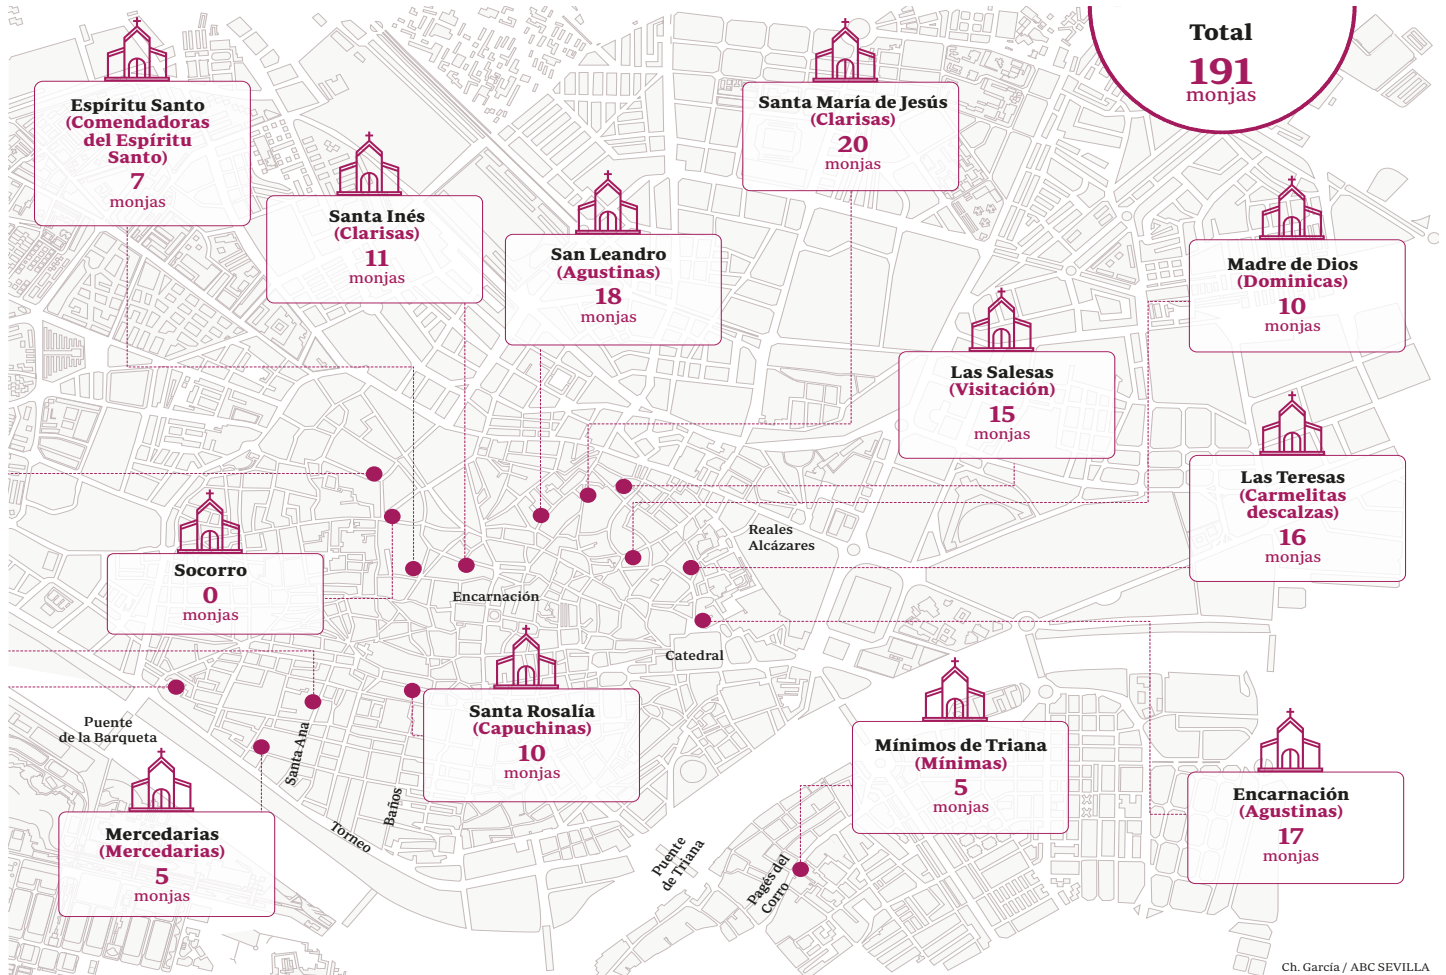 Total
191
monjas
Espíritu Santo
(Comendadoras
del Espíritu
Santo)
7
monjas
Santa María de Jesús
(Clarisas)
20
monjas
Santa Inés
(Clarisas)
11
monjas
San Leandro
(Agustinas)
18
monjas
Madre de Dios
(Dominicas)
10
monjas
Las Salesas
(Visitación)
15
monjas
Las Teresas
(Carmelitas
descalzas)
16
monjas
Reales
Alcázares
Socorro
0
monjas
Encarnación
Catedral
Santa Rosalía
(Capuchinas)
10
monjas
Puente
de la Barqueta
Santa Ana
Baños
Torneo
Mínimos de Triana
(Mínimas)
5
monjas
Encarnación
(Agustinas)
17
monjas
Mercedarias
(Mercedarias)
5
monjas
Puente
de Triana
Pagés del
Corro
Ch. García / ABC SEVILLA